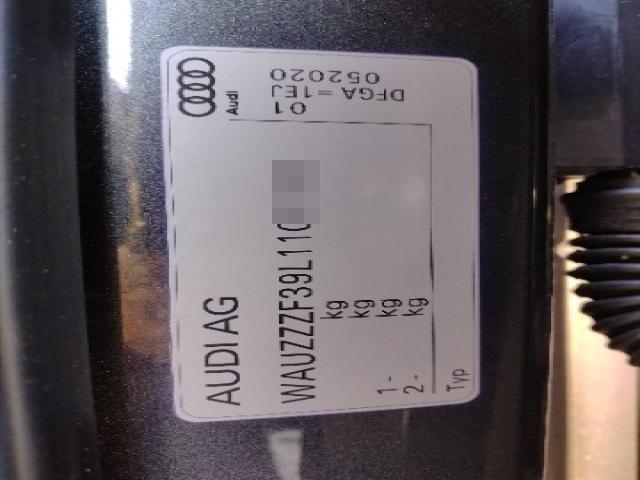 AUDI AG
WAUZZZF39L110
kg
kg
1 - kg
2 - kg
Typ
Audi
01
DFGA = 1EJ
052020